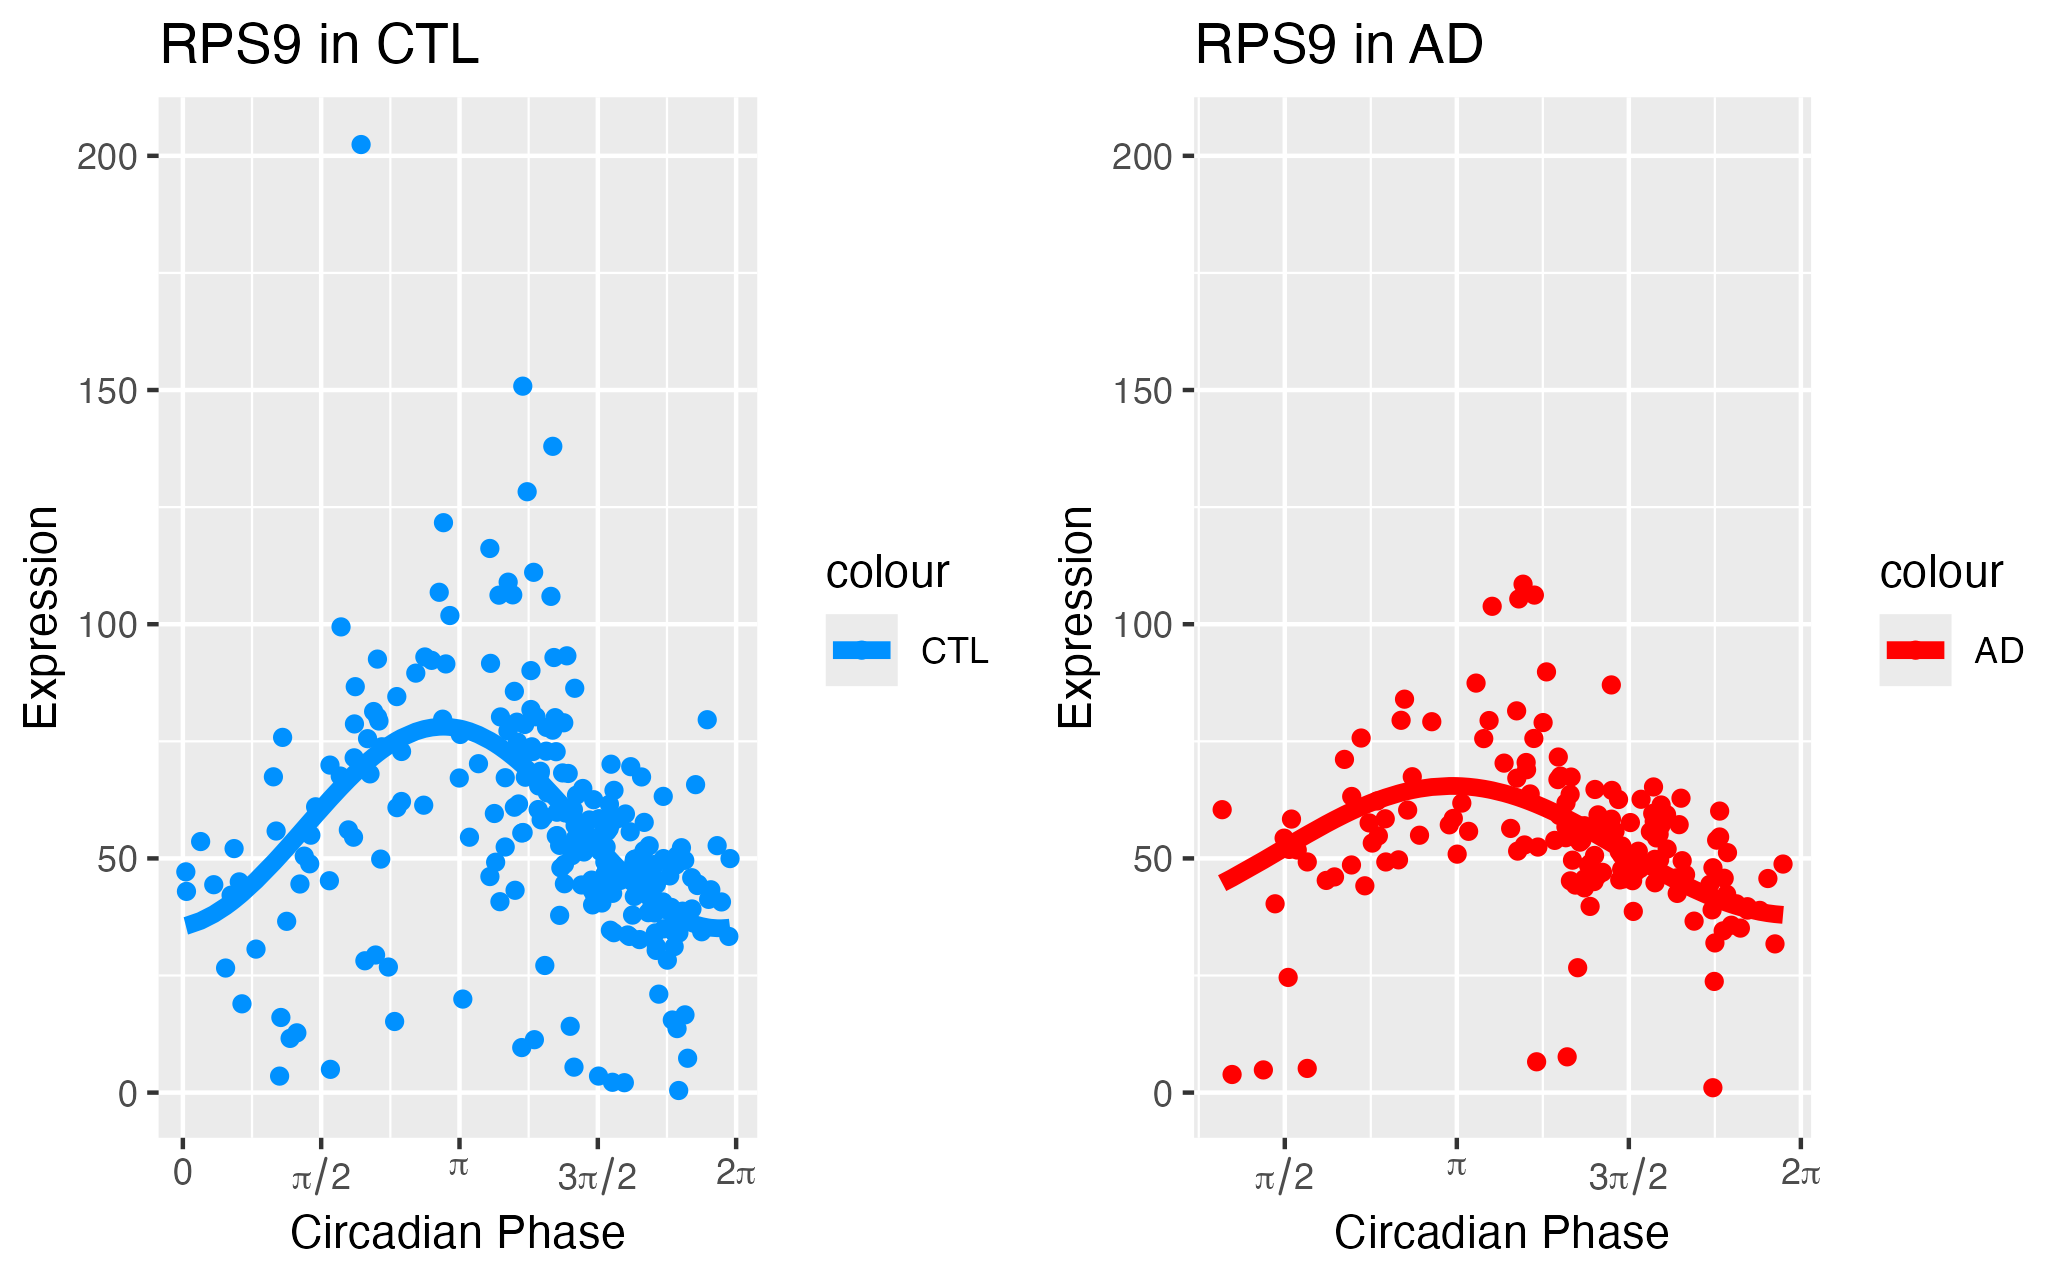 RPS9 in CTL
Expression
200
150
100
50
0
0 π/2 π 3π/2 2π
Circadian Phase
colour
CTL
RPS9 in AD
Expression
200
150
100
50
0
π/2 π 3π/2 2π
Circadian Phase
colour
AD